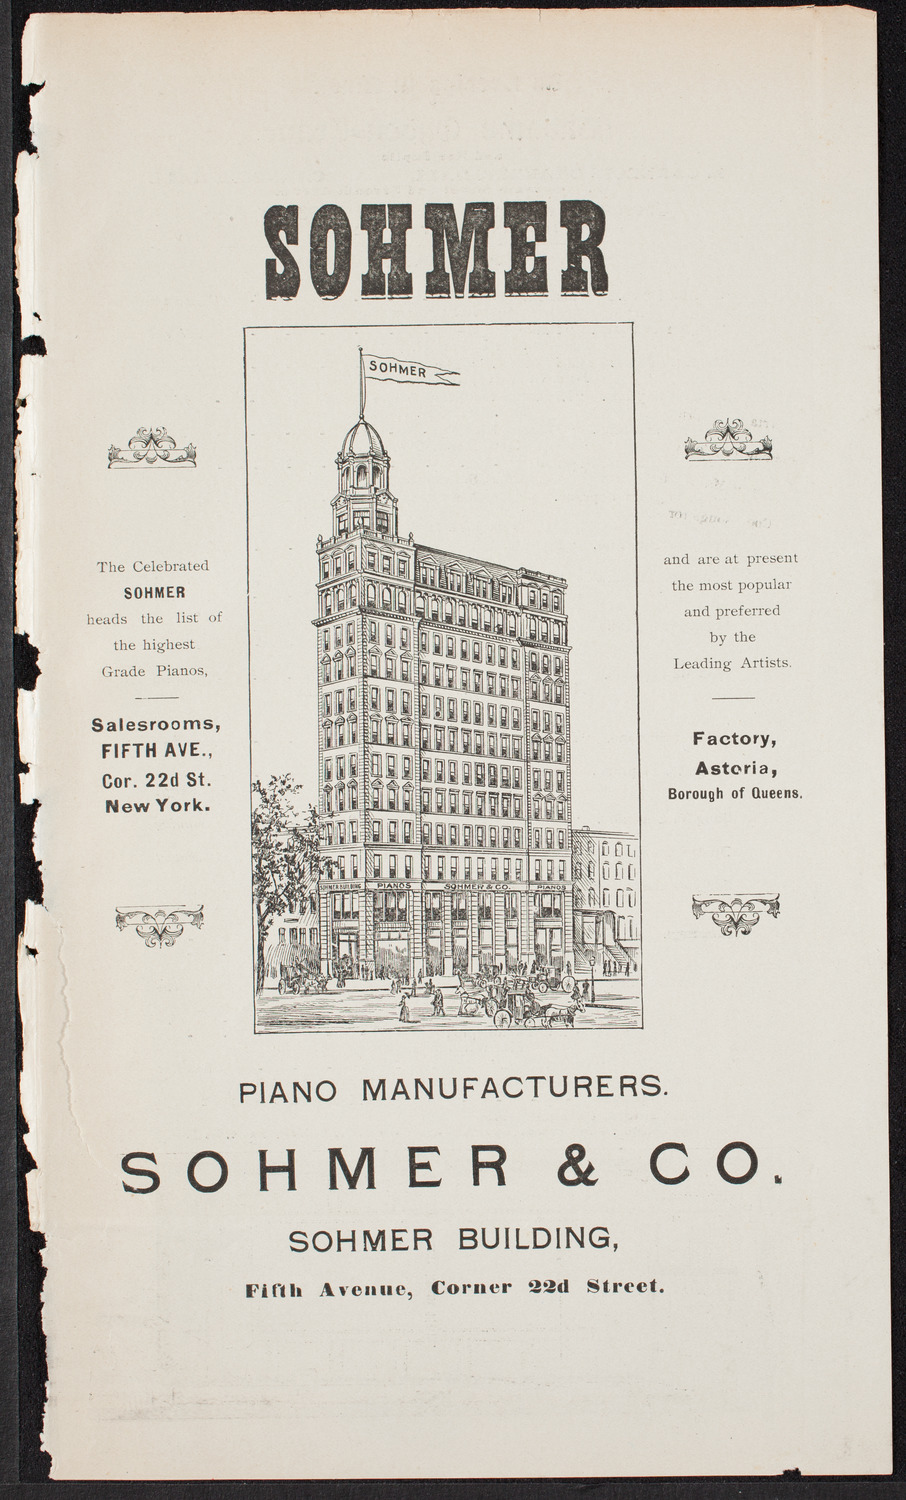 SOHMER
SOHMER
The Celebrated
SOHMER
heads the list of
the highest
Grade Pianos,
Salesrooms,
FIFTH AVE.,
Cor. 22d St.
New York.
and are at present
the most popular
and preferred
by the
Leading Artists.
Factory,
Astoria,
Borough of Queens.
SOHMER BUILDING PIANOS SOHMER & CO. PIANOS
PIANO MANUFACTURERS.
SOHMER & CO.
SOHMER BUILDING,
Fifth Avenue, Corner 22d Street.